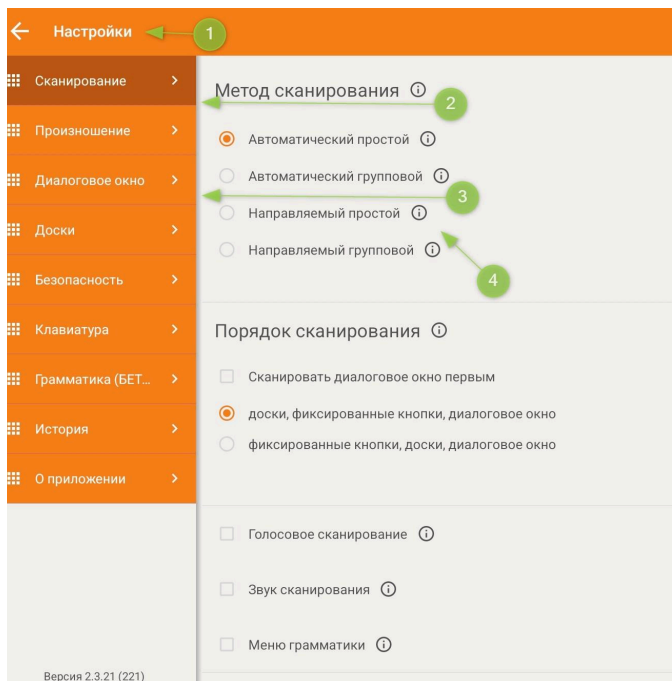 Настройки
1
Сканирование
Произношение
Диалоговое окно
Доски
Безопасность
Клавиатура
Грамматика (БЕТ...
История
О приложении
Версия 2.3.21 (221)
Метод сканирования
2
Автоматический простой
Автоматический групповой
3
Направляемый простой
Направляемый групповой
4
Порядок сканирования
Сканировать диалоговое окно первым
доски, фиксированные кнопки, диалоговое окно
фиксированные кнопки, доски, диалоговое окно
Голосовое сканирование
Звук сканирования
Меню грамматики